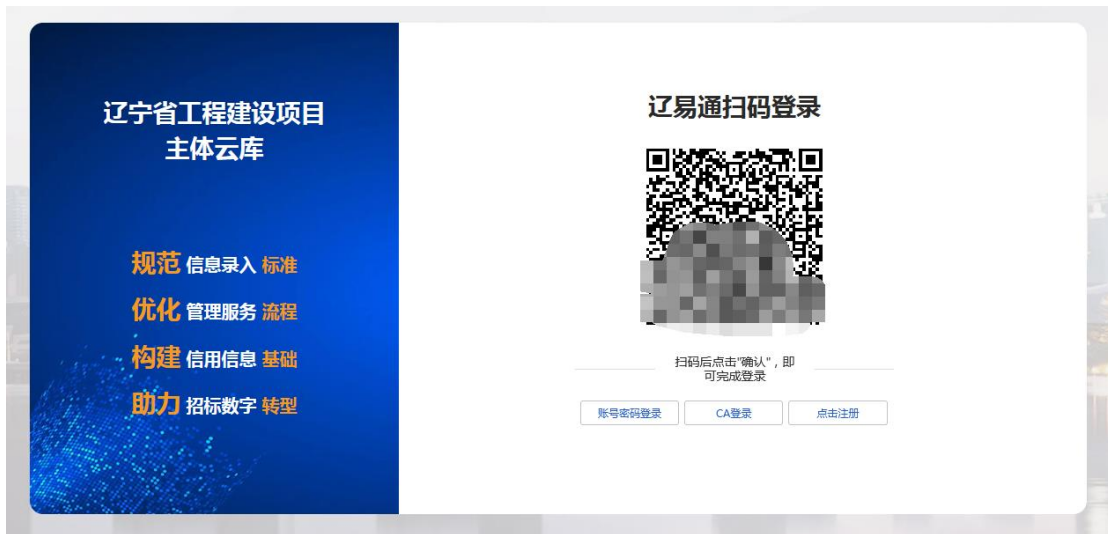 辽宁省工程建设项目
主体云库
规范 信息录入 标准
优化 管理服务 流程
构建 信用信息 基础
助力 招标数字 转型
辽易通扫码登录
扫码后点击"确认"，即
可完成登录
账号密码登录
CA登录
点击注册